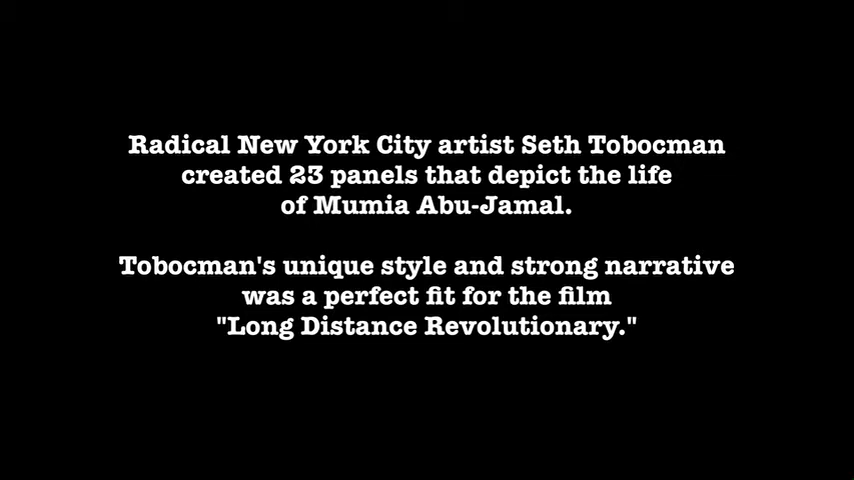 Radical New York City artist Seth Tobocman
created 23 panels that depict the life
of Mumia Abu-Jamal.
Tobocman's unique style and strong narrative
was a perfect fit for the film
"Long Distance Revolutionary."